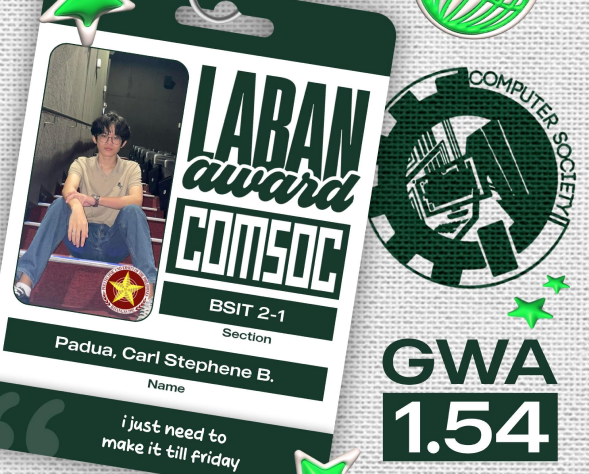 LABAN
award
COMSOC
BSIT 2-1
Section
Padua, Carl Stephene B.
Name
i just need to
make it till friday
COMPUTER SOCIETY
GWA
1.54